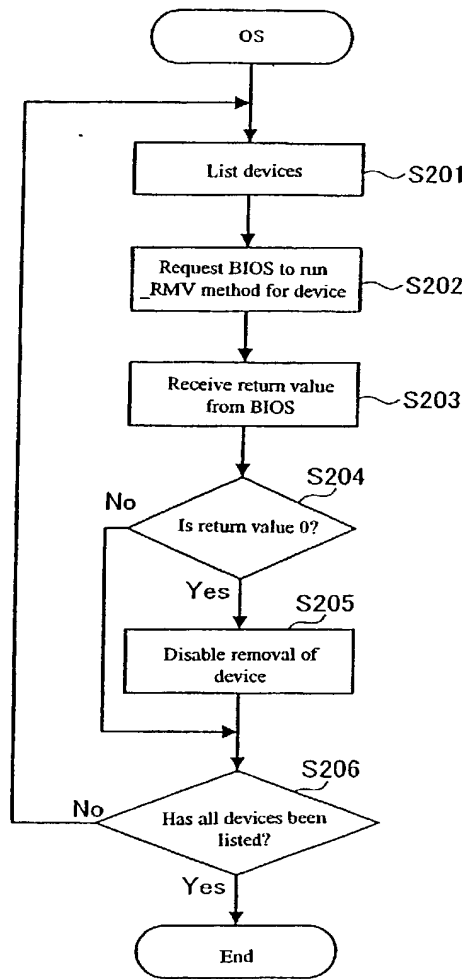 OS
List devices
S201
Request BIOS to run
_RMV method for device
S202
Receive return value
from BIOS
S203
S204
No
Is return value 0?
Yes
S205
Disable removal of
device
S206
No
Has all devices been
listed?
Yes
End